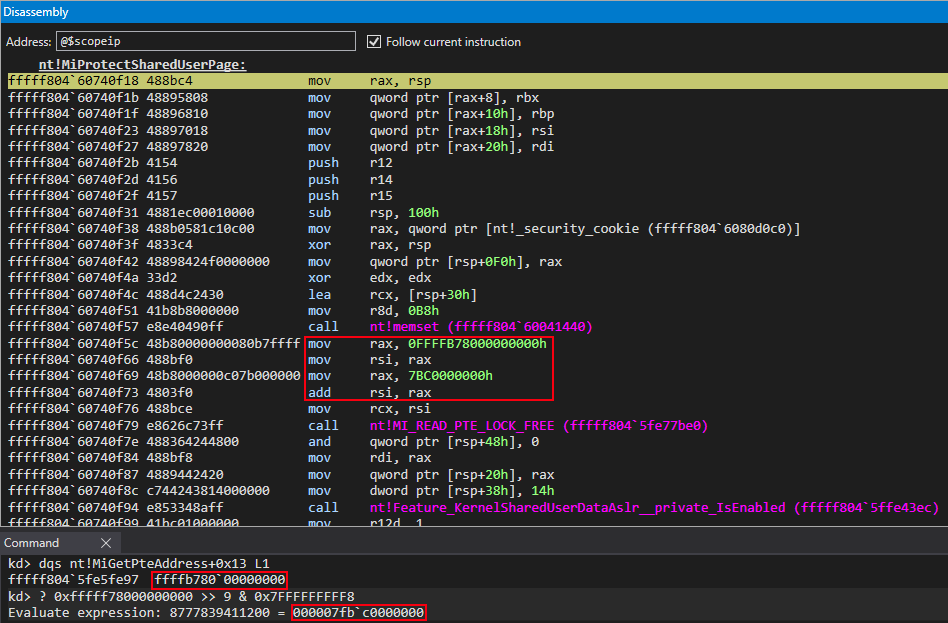 Disassembly
Address: @$scopeip Follow current instruction
nt!MiProtectSharedUserPage:
fffff804`60740f18 488bc4 mov rax, rsp
fffff804`60740f1b 48895808 mov qword ptr [rax+8], rbx
fffff804`60740f1f 48896810 mov qword ptr [rax+10h], rbp
fffff804`60740f23 48897018 mov qword ptr [rax+18h], rsi
fffff804`60740f27 48897820 mov qword ptr [rax+20h], rdi
fffff804`60740f2b 4154 push r12
fffff804`60740f2d 4156 push r14
fffff804`60740f2f 4157 push r15
fffff804`60740f31 4881ec00010000 sub rsp, 100h
fffff804`60740f38 488b0581c10c00 mov rax, qword ptr [nt!_security_cookie (fffff804`6080d0c0)]
fffff804`60740f3f 4833c4 xor rax, rsp
fffff804`60740f42 48898424f0000000 mov qword ptr [rsp+0F0h], rax
fffff804`60740f4a 33d2 xor edx, edx
fffff804`60740f4c 488d4c2430 lea rcx, [rsp+30h]
fffff804`60740f51 41b8b8000000 mov r8d, 0B8h
fffff804`60740f57 e8e40490ff call nt!memset (fffff804`60041440)
fffff804`60740f5c 48b80000000080b7ffff mov rax, 0FFFFB78000000000h
fffff804`60740f66 488bf0 mov rsi, rax
fffff804`60740f69 48b8000000c07b000000 mov rax, 7BC0000000h
fffff804`60740f73 4803f0 add rsi, rax
fffff804`60740f76 488bce mov rcx, rsi
fffff804`60740f79 e8626c73ff call nt!MI_READ_PTE_LOCK_FREE (fffff804`5fe77be0)
fffff804`60740f7e 488364244800 and qword ptr [rsp+48h], 0
fffff804`60740f84 488bf8 mov rdi, rax
fffff804`60740f87 4889442420 mov qword ptr [rsp+20h], rax
fffff804`60740f8c c744243814000000 mov dword ptr [rsp+38h], 14h
fffff804`60740f94 e853348aff call nt!Feature_KernelSharedUserDataAslr__private_IsEnabled (fffff804`5ffe43ec)
fffff804`60740f99 41bc01000000 mov r12d, 1
Command
kd> dqs nt!MiGetPteAddress+0x13 L1
fffff804`5fe5fe97 ffffb780`00000000
kd> ? 0xfffff78000000000 >> 9 & 0x7FFFFFFFF8
Evaluate expression: 8777839411200 = 000007fb`c0000000